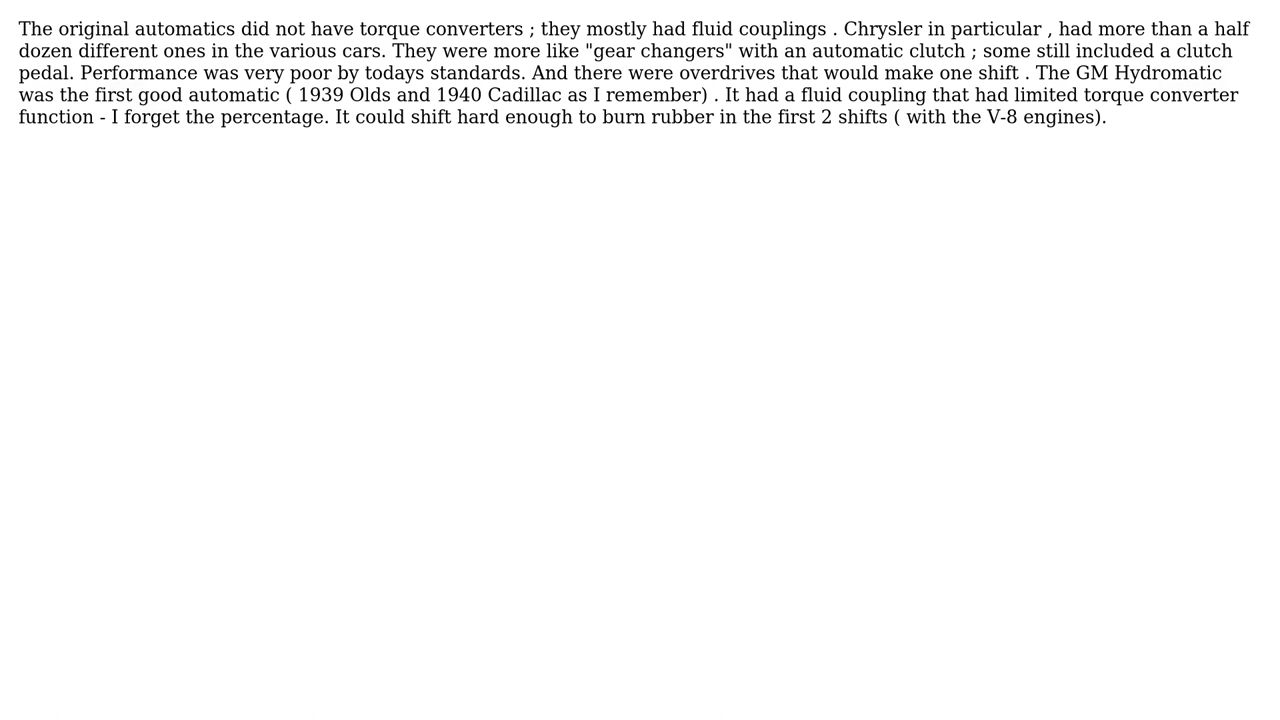 The original automatics did not have torque converters ; they mostly had fluid couplings . Chrysler in particular , had more than a half
dozen different ones in the various cars. They were more like "gear changers" with an automatic clutch ; some still included a clutch
pedal. Performance was very poor by todays standards. And there were overdrives that would make one shift . The GM Hydromatic
was the first good automatic ( 1939 Olds and 1940 Cadillac as I remember) . It had a fluid coupling that had limited torque converter
function - I forget the percentage. It could shift hard enough to burn rubber in the first 2 shifts ( with the V-8 engines).